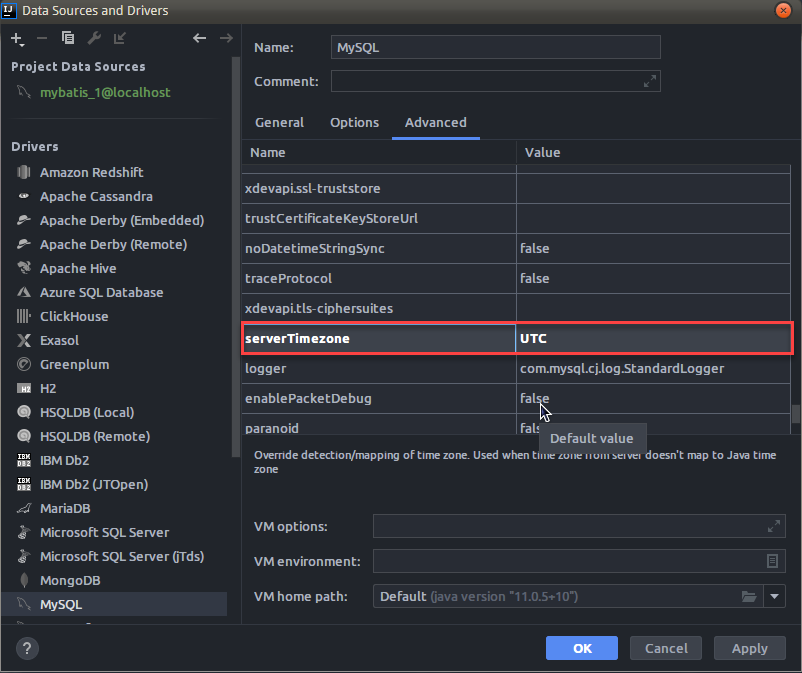 Data Sources and Drivers
Project Data Sources
mybatis_1@localhost
Drivers
Amazon Redshift
Apache Cassandra
Apache Derby (Embedded)
Apache Derby (Remote)
Apache Hive
Azure SQL Database
ClickHouse
Exasol
Greenplum
H2
HSQLDB (Local)
HSQLDB (Remote)
IBM Db2
IBM Db2 (JTOpen)
MariaDB
Microsoft SQL Server
Microsoft SQL Server (jTds)
MongoDB
MySQL
Name: MySQL
Comment:
General Options Advanced
Name Value
xdevapi.ssl-truststore
trustCertificateKeyStoreUrl
noDatetimeStringSync false
traceProtocol false
xdevapi.tls-ciphersuites
serverTimezone UTC
logger com.mysql.cj.log.StandardLogger
enablePacketDebug false
paranoid
Default value
Override detection/mapping of time zone. Used when time zone from server doesn't map to Java time
zone
VM options:
VM environment:
VM home path: Default (java version "11.0.5+10")
? OK Cancel Apply